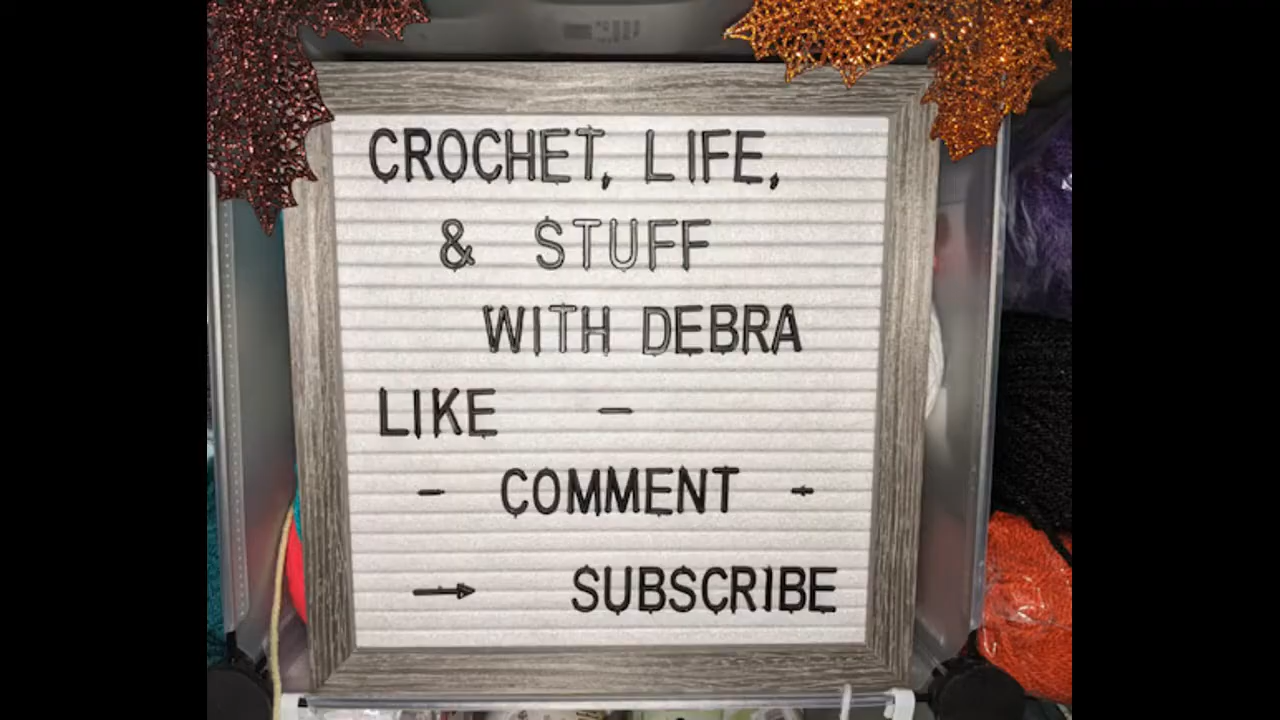 CROCHET, LIFE,
& STUFF
WITH DEBRA
LIKE -
- COMMENT -
→ SUBSCRIBE